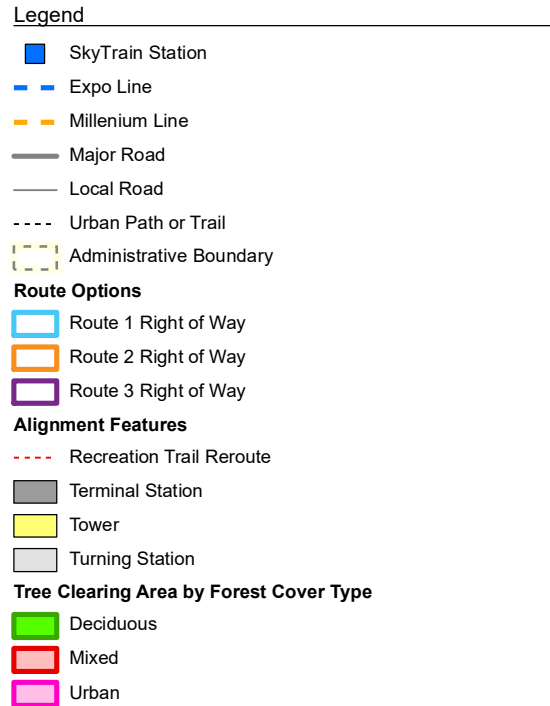 Legend
SkyTrain Station
Expo Line
Millenium Line
Major Road
Local Road
Urban Path or Trail
Administrative Boundary
Route Options
Route 1 Right of Way
Route 2 Right of Way
Route 3 Right of Way
Alignment Features
Recreation Trail Reroute
Terminal Station
Tower
Turning Station
Tree Clearing Area by Forest Cover Type
Deciduous
Mixed
Urban